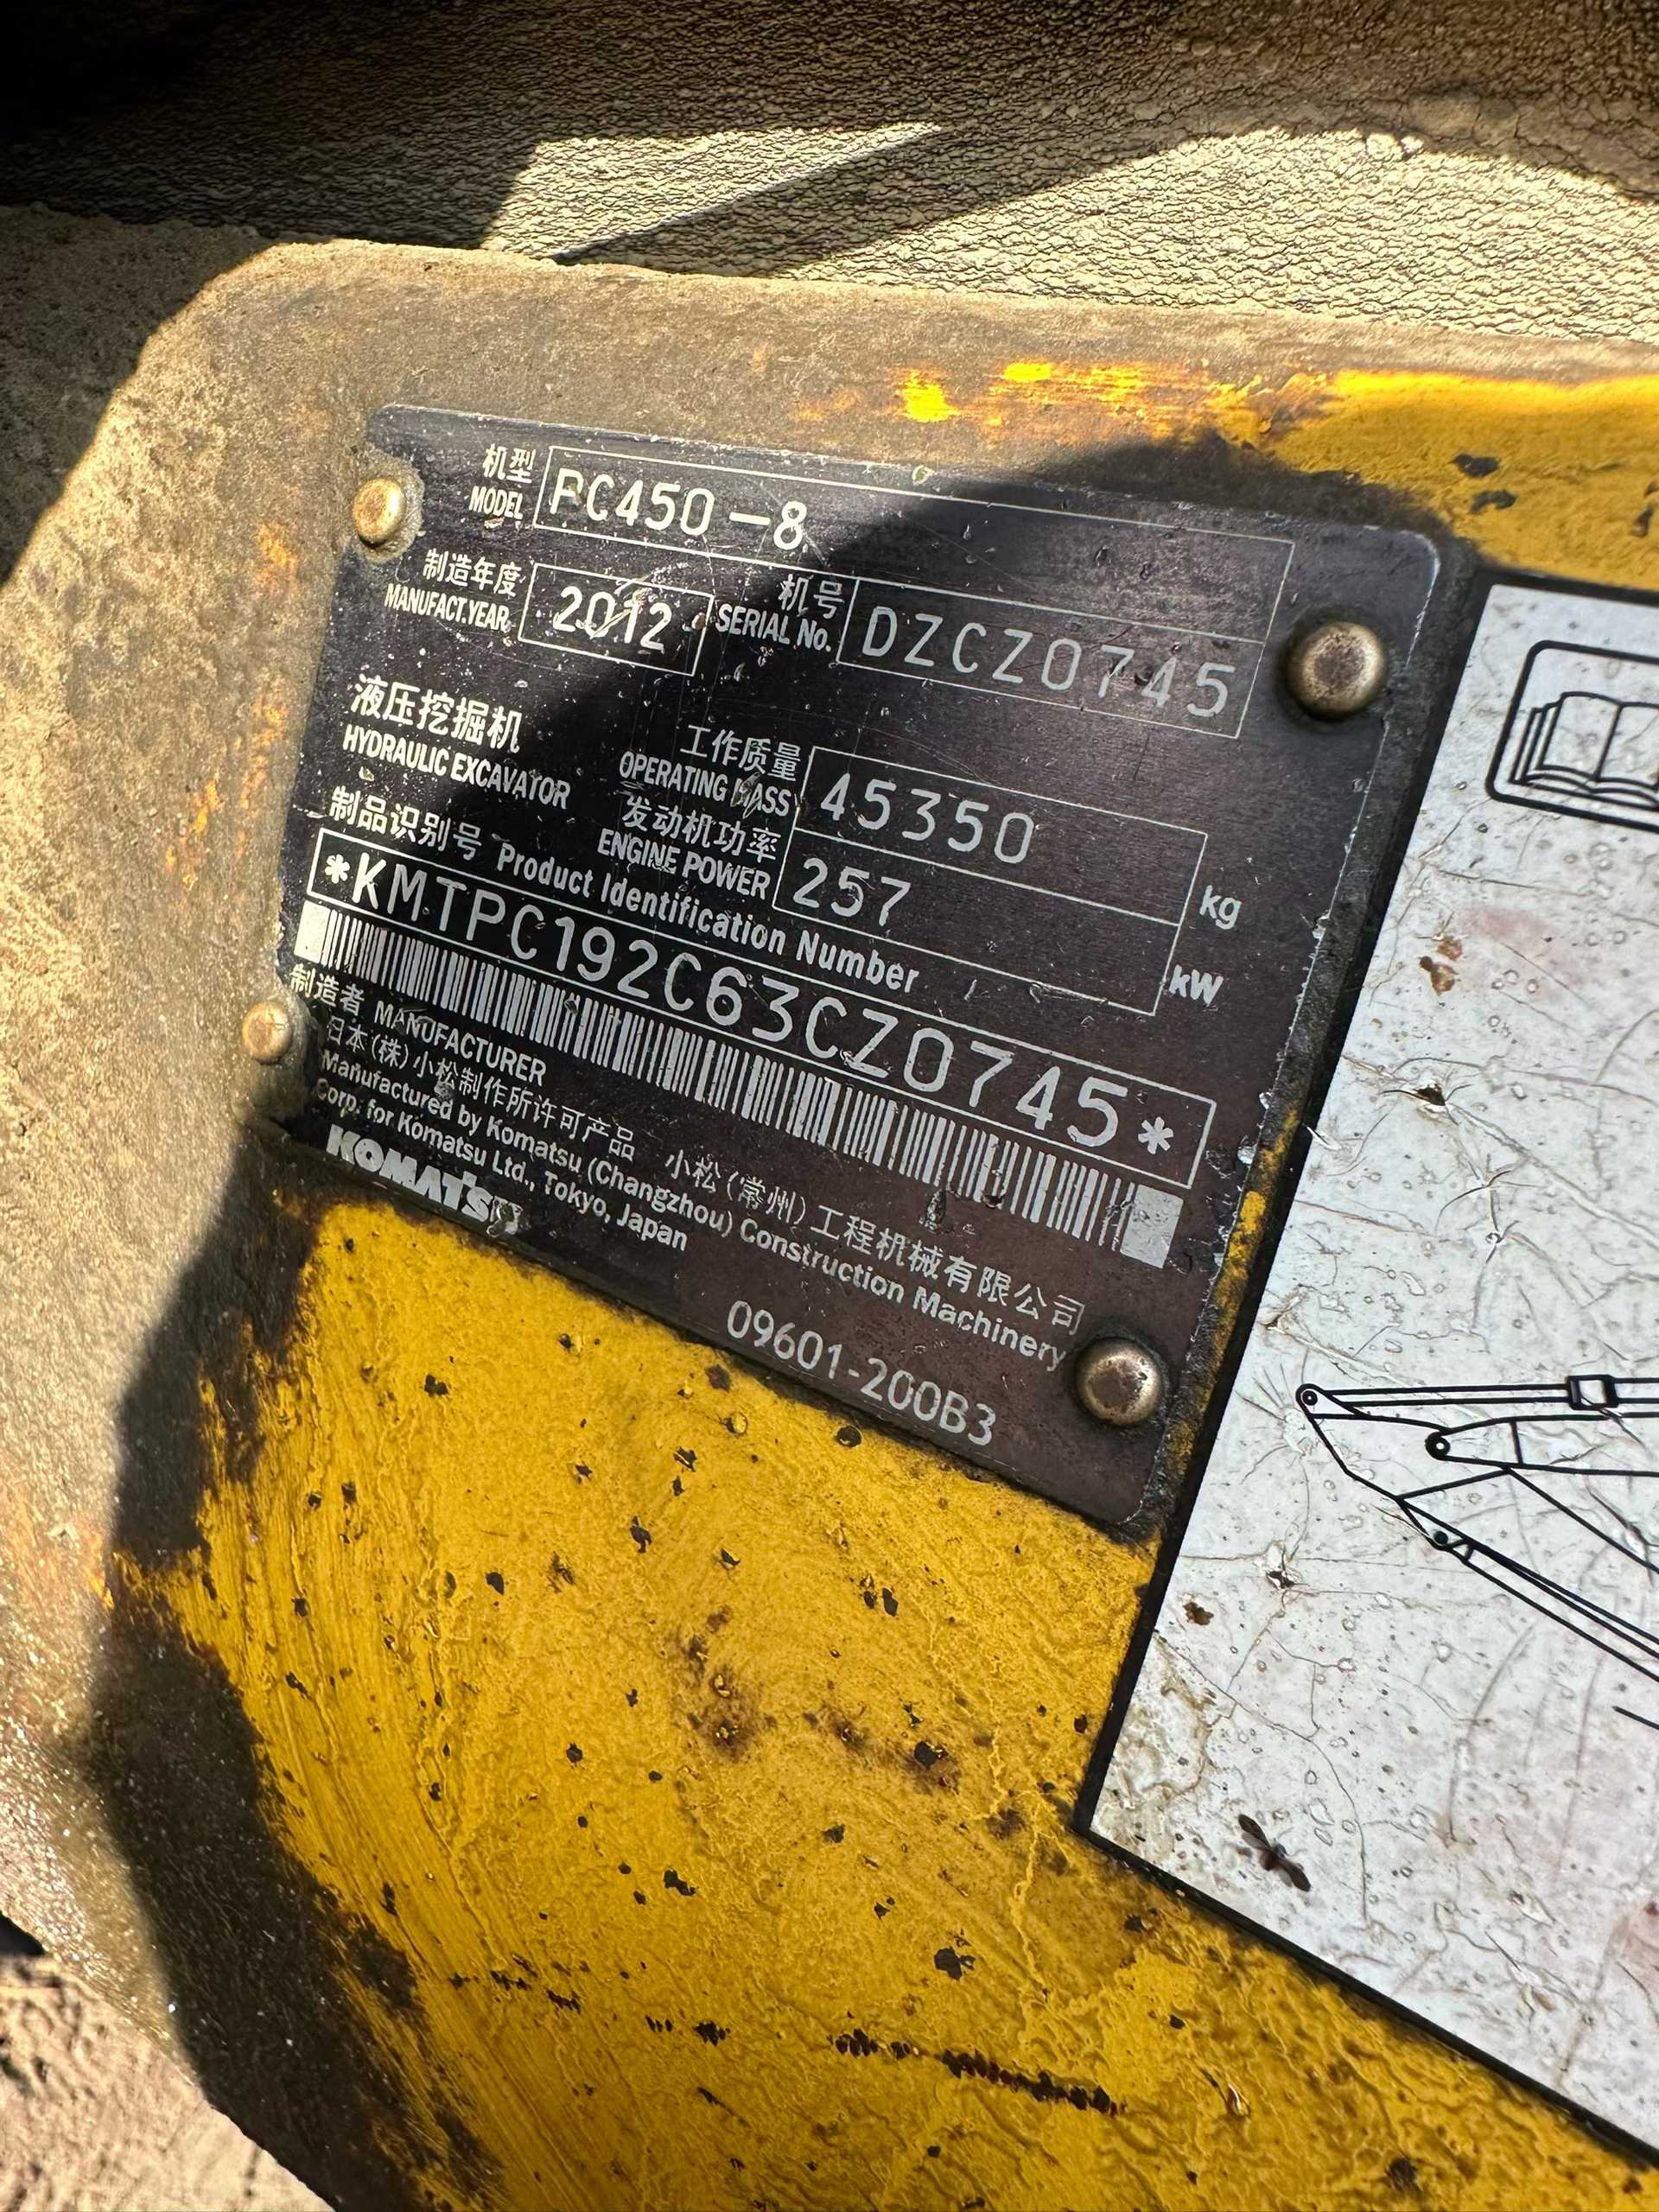 机型
MODEL PC450-8
制造年度
MANUFACT.YEAR 2012
机号
SERIAL No. DZCZ0745
液压挖掘机
HYDRAULIC EXCAVATOR
工作质量
OPERATING MASS 45350 kg
发动机功率
ENGINE POWER 257 kW
制品识别号 Product Identification Number
*KMTPC192C63CZ0745*
制造者 MANUFACTURER
日本(株)小松制作所许可产品 小松(常州)工程机械有限公司
Manufactured by Komatsu (Changzhou) Construction Machinery
Corp. for Komatsu Ltd., Tokyo, Japan
KOMATSU
09601-200B3